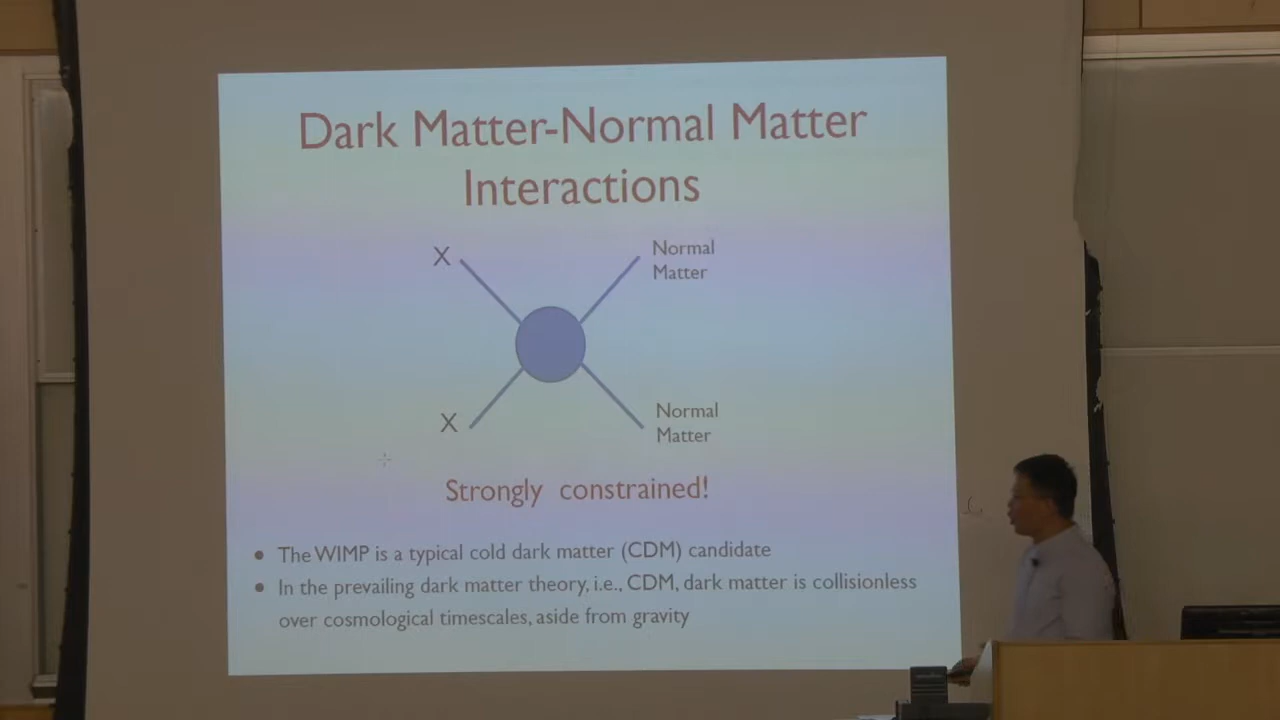 Dark Matter-Normal Matter
Interactions
X
Normal
Matter
X
Normal
Matter
Strongly constrained!
• The WIMP is a typical cold dark matter (CDM) candidate
• In the prevailing dark matter theory, i.e., CDM, dark matter is collisionless
over cosmological timescales, aside from gravity